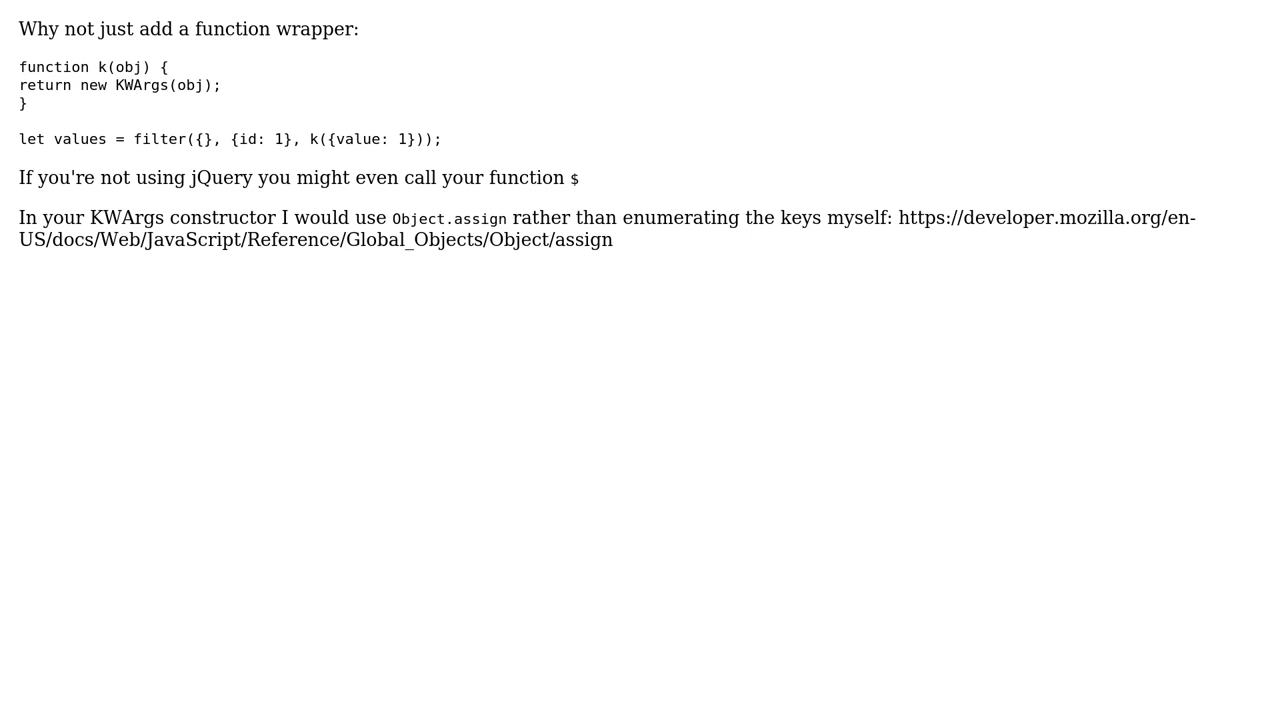 Why not just add a function wrapper:
function k(obj) {
return new KWArgs(obj);
}
let values = filter({}, {id: 1}, k({value: 1}));
If you're not using jQuery you might even call your function $
In your KWArgs constructor I would use Object.assign rather than enumerating the keys myself: https://developer.mozilla.org/en-
US/docs/Web/JavaScript/Reference/Global_Objects/Object/assign